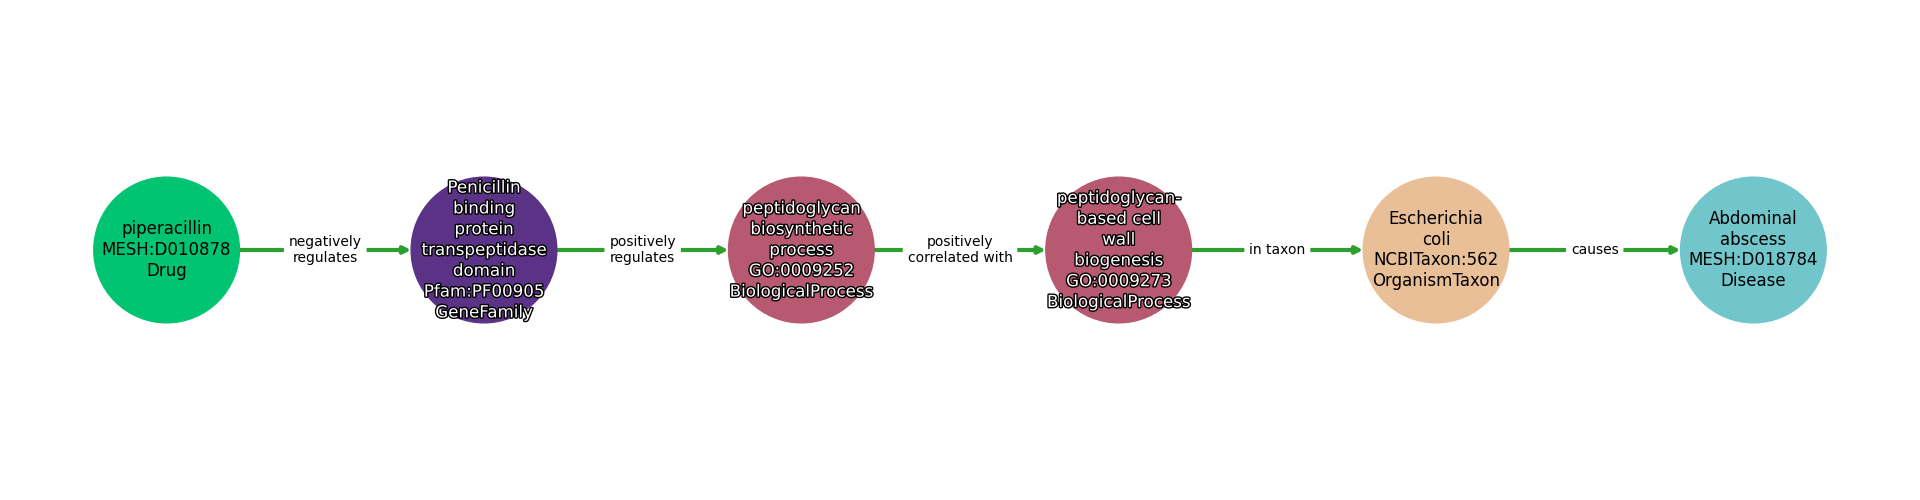 piperacillin
MESH:D010878
Drug
negatively
regulates
Penicillin
binding
protein
transpeptidase
domain
Pfam:PF00905
GeneFamily
positively
regulates
peptidoglycan
biosynthetic
process
GO:0009252
BiologicalProcess
positively
correlated with
peptidoglycan-
based cell
wall
biogenesis
GO:0009273
BiologicalProcess
in taxon
Escherichia
coli
NCBITaxon:562
OrganismTaxon
causes
Abdominal
abscess
MESH:D018784
Disease